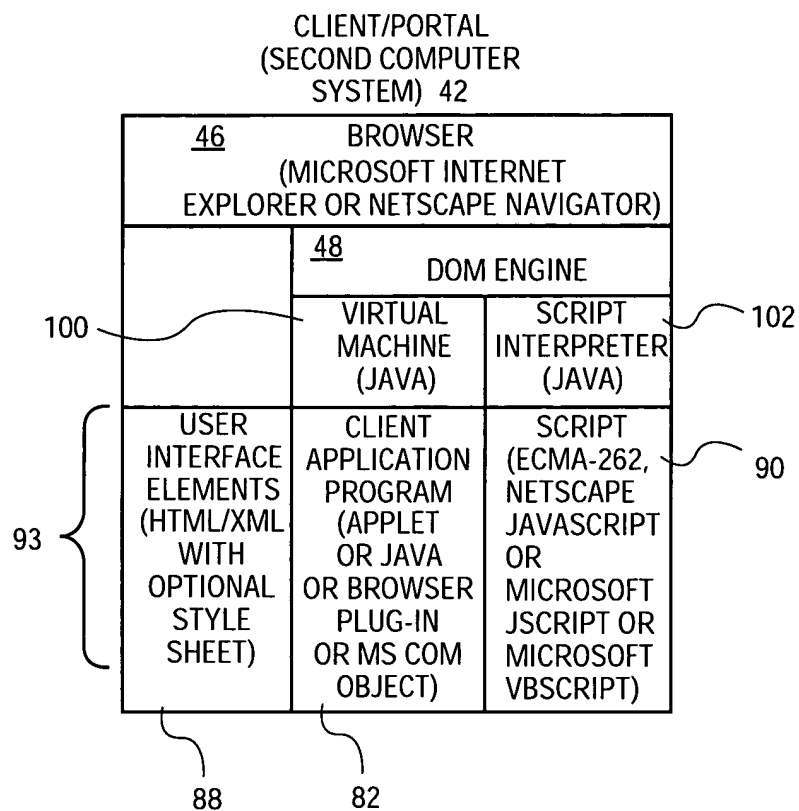 CLIENT/PORTAL
(SECOND COMPUTER
SYSTEM) 42
46 BROWSER
(MICROSOFT INTERNET
EXPLORER OR NETSCAPE NAVIGATOR)
48
DOM ENGINE
100
VIRTUAL
MACHINE
(JAVA)
SCRIPT
INTERPRETER
(JAVA)
102
93
USER
INTERFACE
ELEMENTS
(HTML/XML
WITH
OPTIONAL
STYLE
SHEET)
CLIENT
APPLICATION
PROGRAM
(APPLET
OR JAVA
OR BROWSER
PLUG-IN
OR MS COM
OBJECT)
SCRIPT
(ECMA-262,
NETSCAPE
JAVASCRIPT
OR
MICROSOFT
JSCRIPT OR
MICROSOFT
VBSCRIPT)
90
88
82